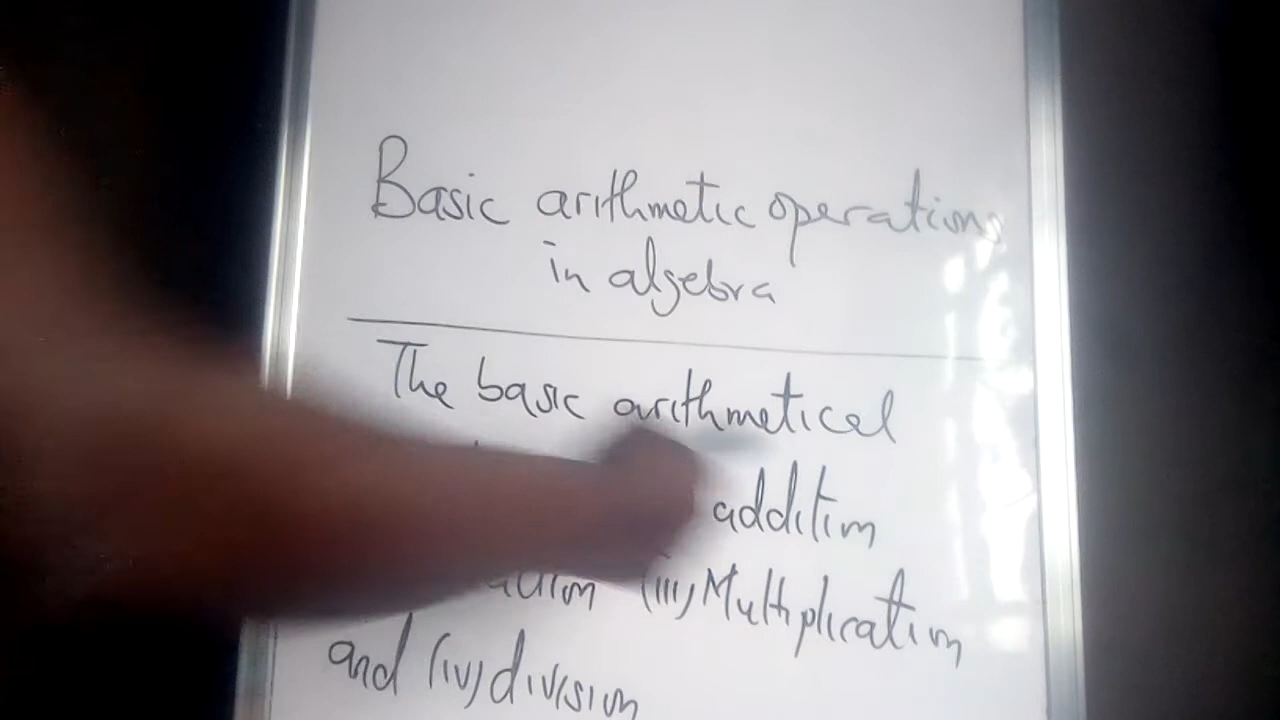 Basic arithmetic operations
in algebra
The basic arithmetical
addition
(iii) Multiplication
and (iv) division